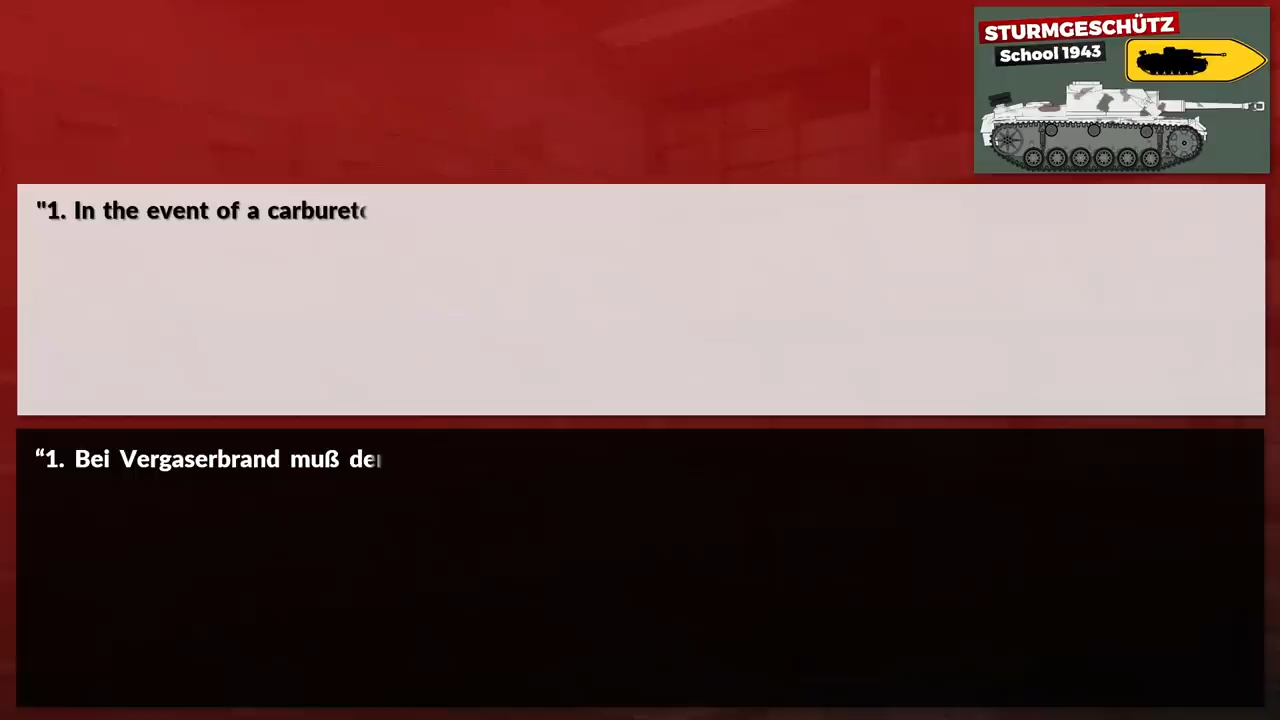 STURMGESCHÜTZ
School 1943
"1. In the event of a
“1. Bei Vergaserbrand muß